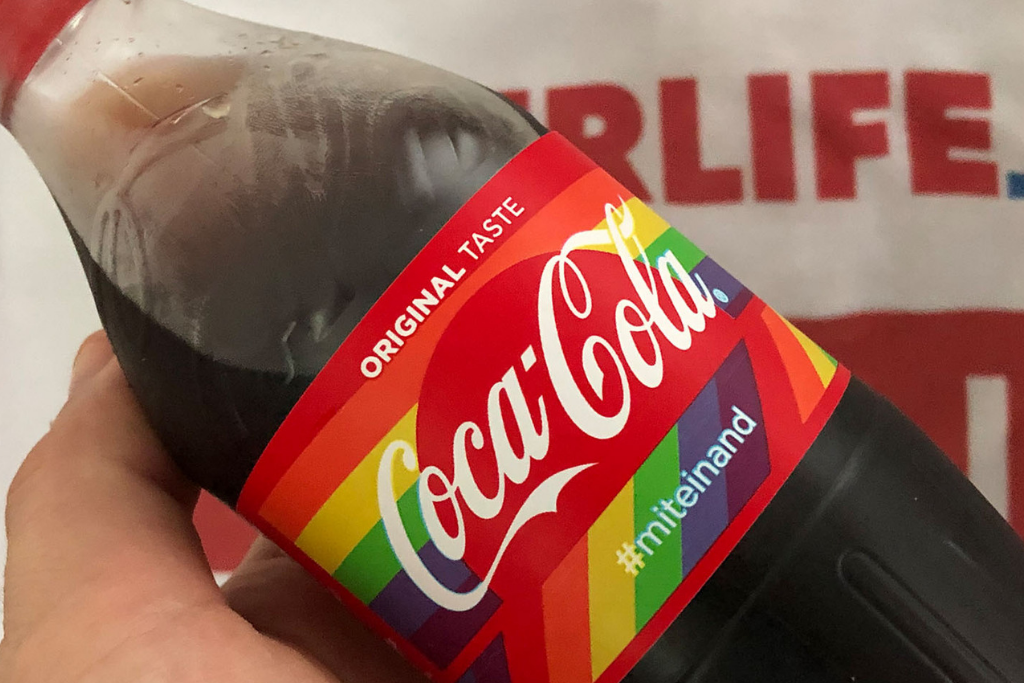 ORIGINAL TASTE
Coca-Cola
®
#miteinand
RLIFE.